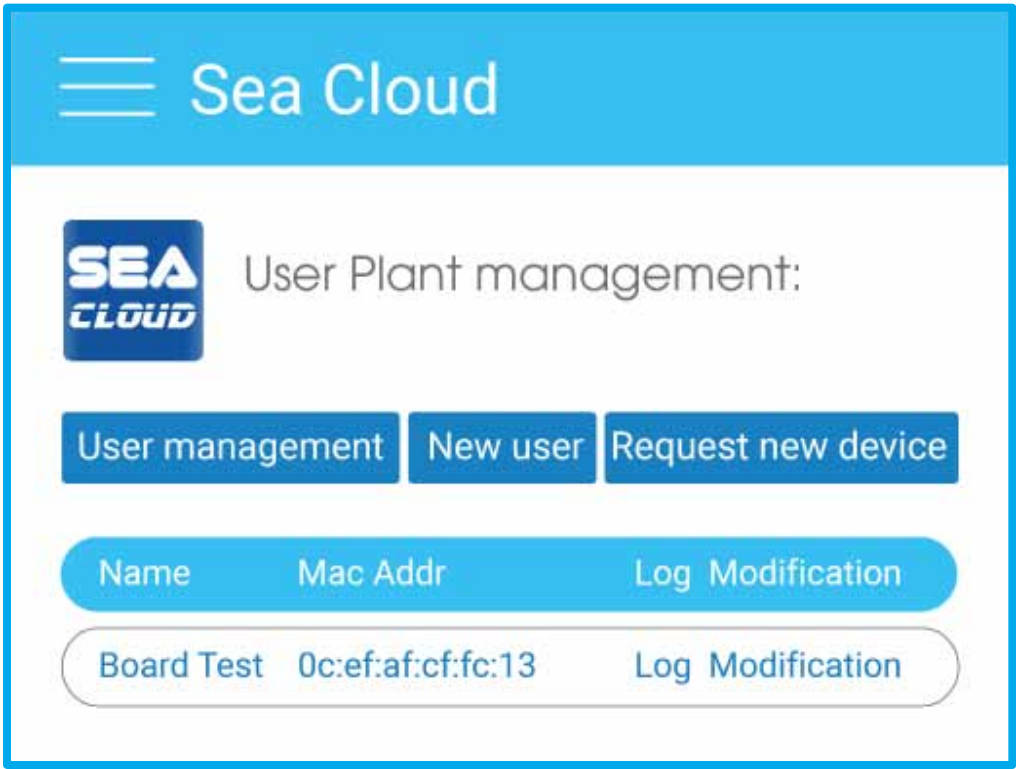 Sea Cloud
SEA
CLOUD
User Plant management:
User management New user Request new device
Name Mac Addr Log Modification
Board Test 0c:ef:af:cf:fc:13 Log Modification